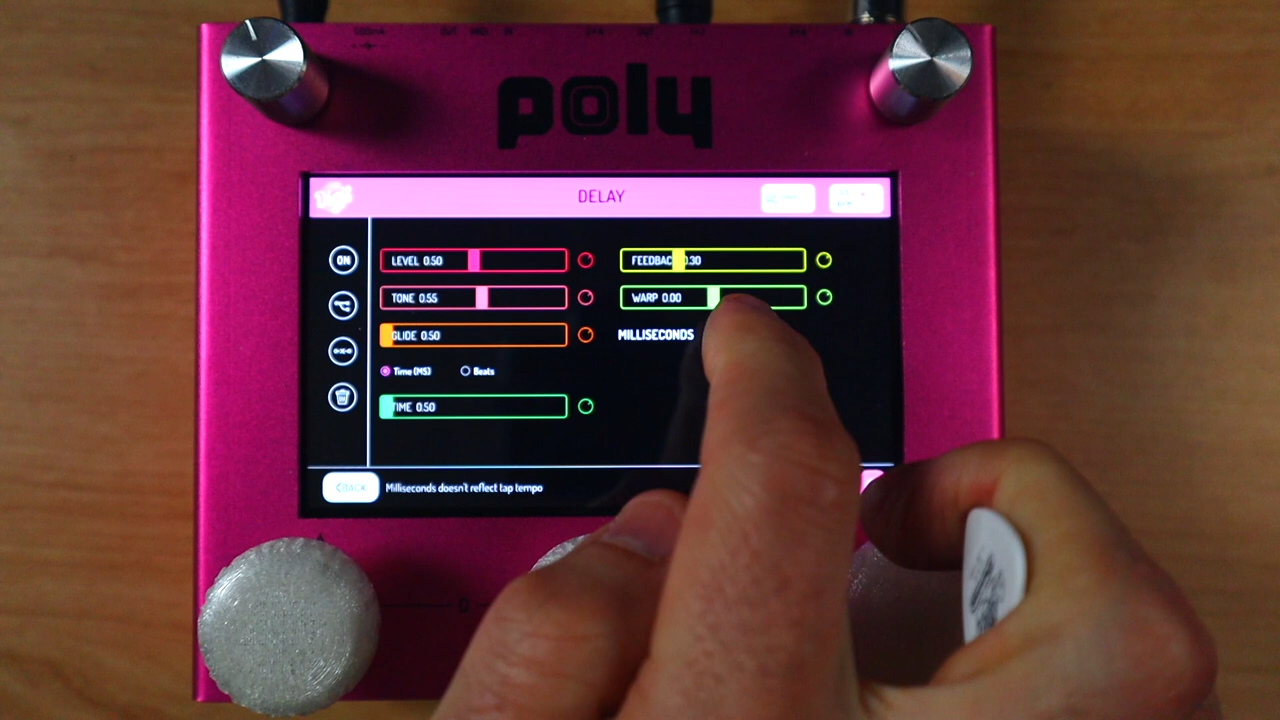 poly
DELAY
ON
LEVEL 0.50
FEEDBAC 0.30
TONE 0.55
WARP 0.00
GLIDE 0.50
MILLISECONDS
Time (MS)
Beats
TIME 0.50
BACK
Milliseconds doesn't reflect tap tempo